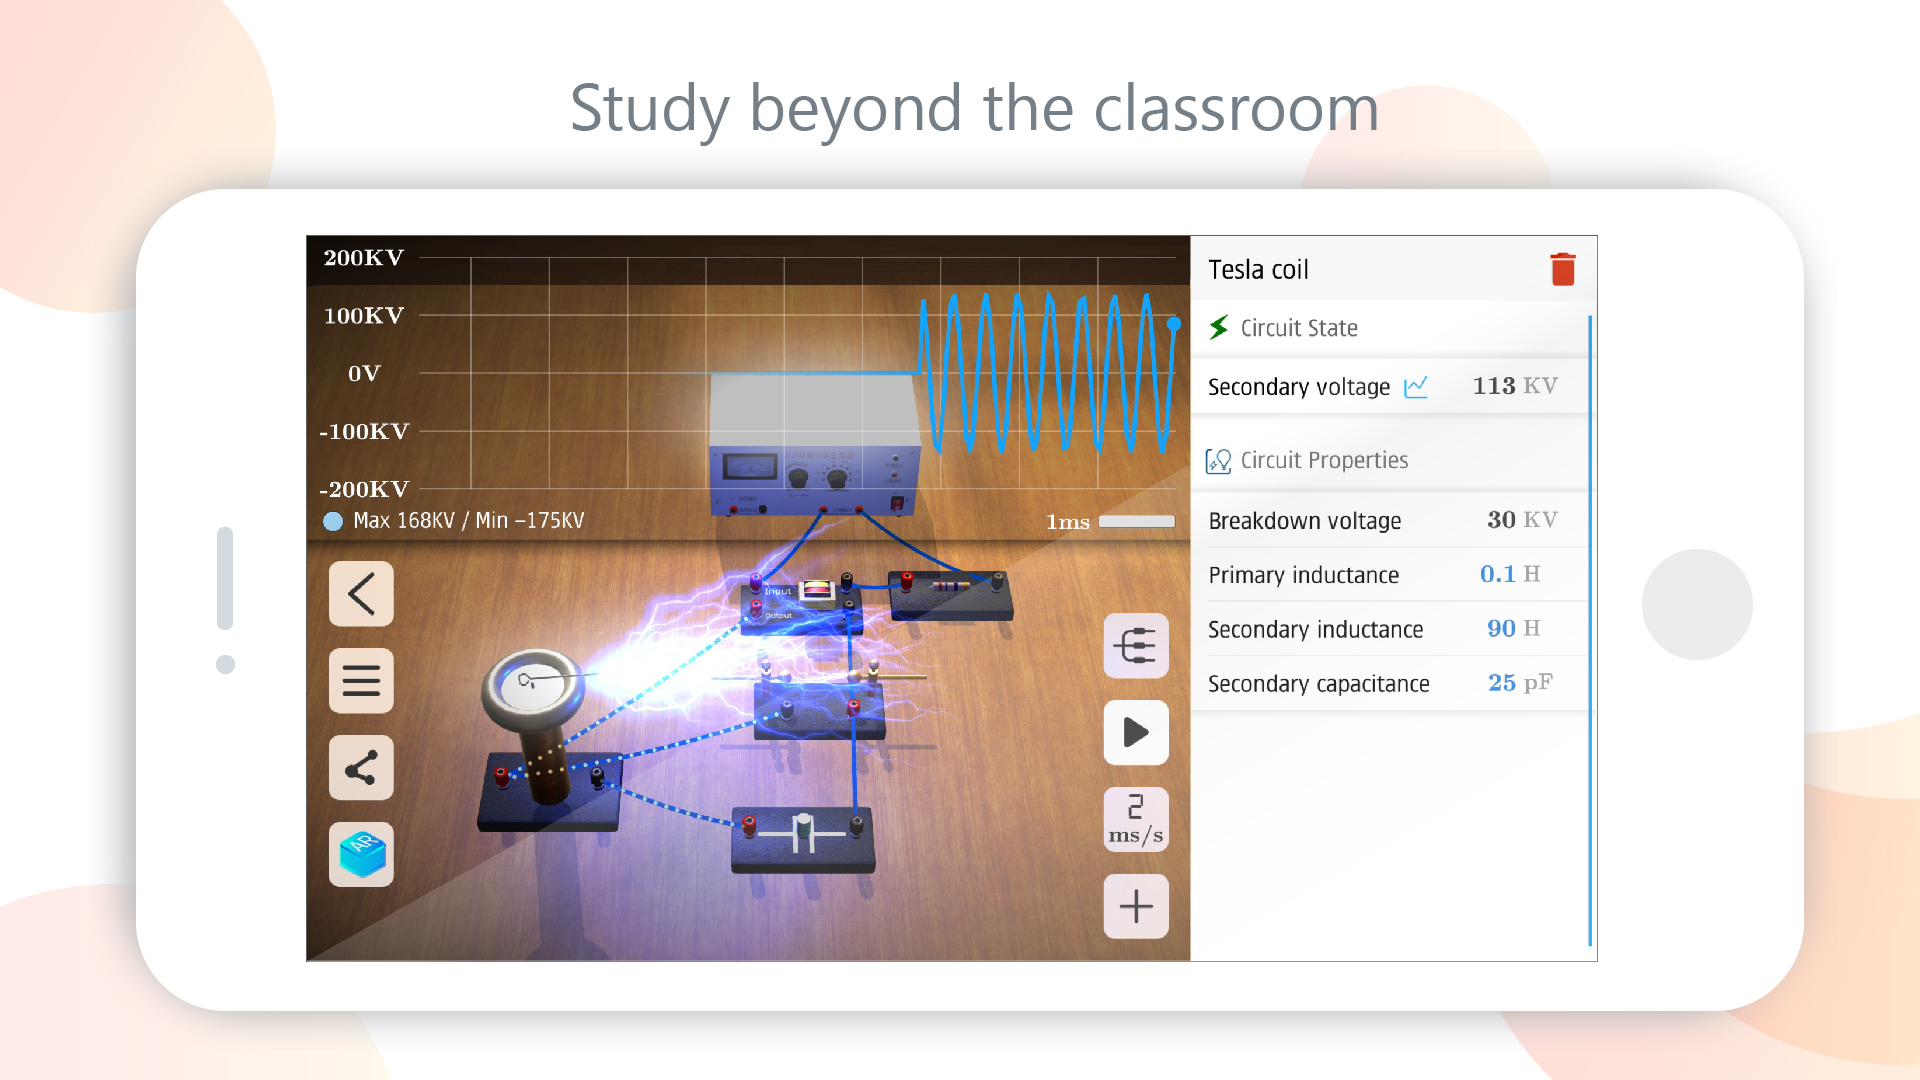 Study beyond the classroom
200KV
100KV
0V
-100KV
-200KV
Max 168KV / Min −175KV
1ms
Input
Output
AR
2
ms/s
Tesla coil
Circuit State
Secondary voltage 113 KV
Circuit Properties
Breakdown voltage 30 KV
Primary inductance 0.1 H
Secondary inductance 90 H
Secondary capacitance 25 pF